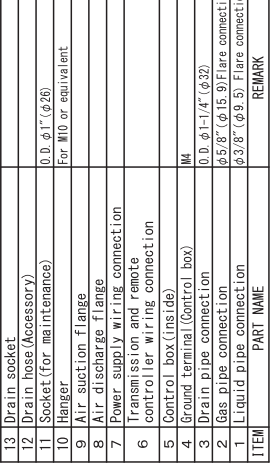 13 Drain socket
12 Drain hose(Accessory)
11 Socket(for maintenance) O.D. φ1"(φ26)
10 Hanger For M10 or equivalent
9 Air suction flange
8 Air discharge flange
7 Power supply wiring connection
6 Transmission and remote
controller wiring connection
5 Control box(inside)
4 Ground terminal(Control box) M4
3 Drain pipe connection O.D. φ1-1/4"(φ32)
2 Gas pipe connection φ5/8"(φ15.9)Flare connecti
1 Liquid pipe connection φ3/8"(φ9.5) Flare connectio
ITEM PART NAME REMARK